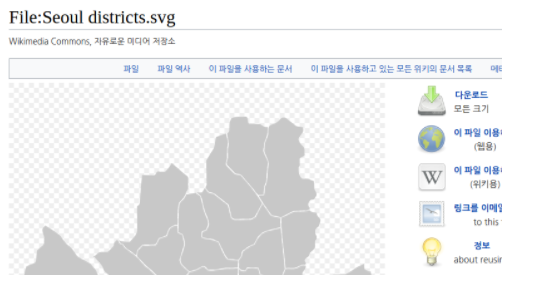 File:Seoul districts.svg
Wikimedia Commons, 자유로운 미디어 저장소
파일 파일 역사 이 파일을 사용하는 문서 이 파일을 사용하고 있는 모든 위키의 문서 목록 메타
다운로드
모든 크기
이 파일 이용
(웹용)
이 파일 이용
W
(위키용)
링크를 이메일
to this
정보
about reusin